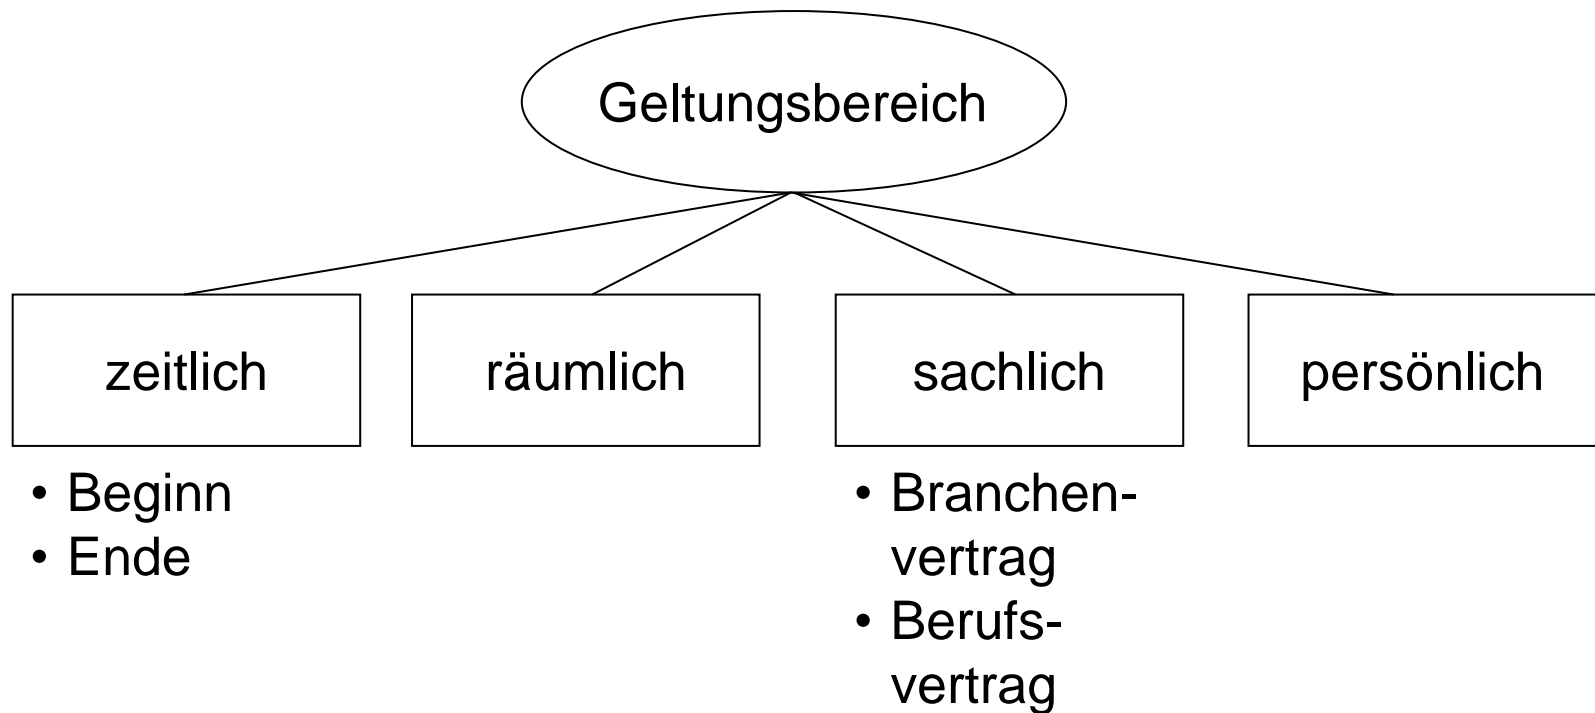 Geltungsbereich
zeitlich
räumlich
sachlich
persönlich
• Beginn
• Ende
• Branchen-
vertrag
• Berufs-
vertrag